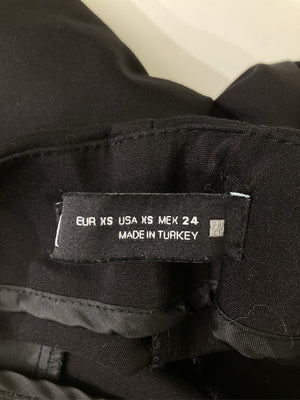 EUR XS USA XS MEX 24
MADE IN TURKEY